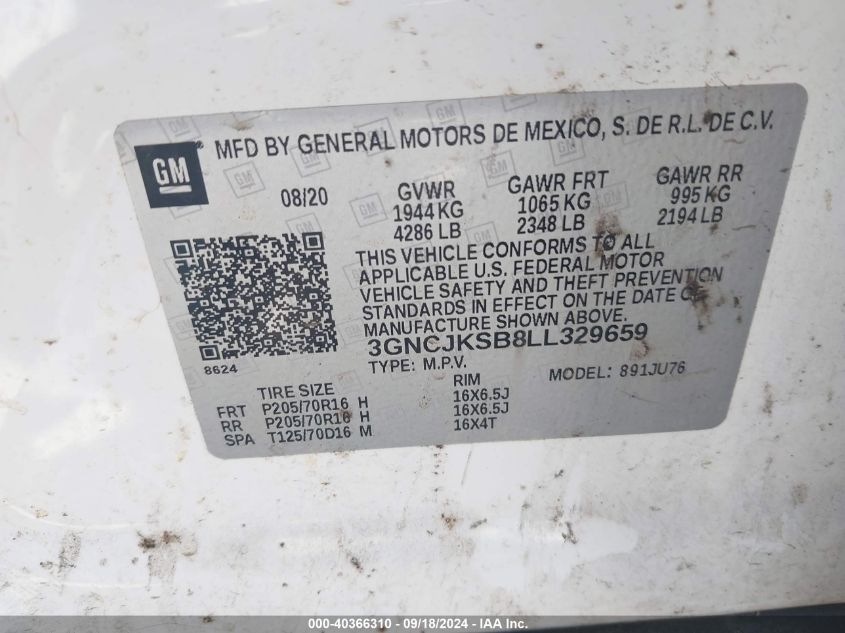 GM
MFD BY GENERAL MOTORS DE MEXICO, S. DE R.L. DE C.V.
08/20 GVWR GAWR FRT GAWR RR
1944 KG 1065 KG 995 KG
4286 LB 2348 LB 2194 LB
THIS VEHICLE CONFORMS TO ALL
APPLICABLE U.S. FEDERAL MOTOR
VEHICLE SAFETY AND THEFT PREVENTION
STANDARDS IN EFFECT ON THE DATE OF
MANUFACTURE SHOWN ABOVE.
3GNCJKSB8LL329659
8624
TYPE: M.P.V. MODEL: 891JU76
TIRE SIZE RIM
FRT P205/70R16 H 16X6.5J
RR P205/70R16 H 16X6.5J
SPA T125/70D16 M 16X4T
000-40366310 - 09/18/2024 - IAA Inc.